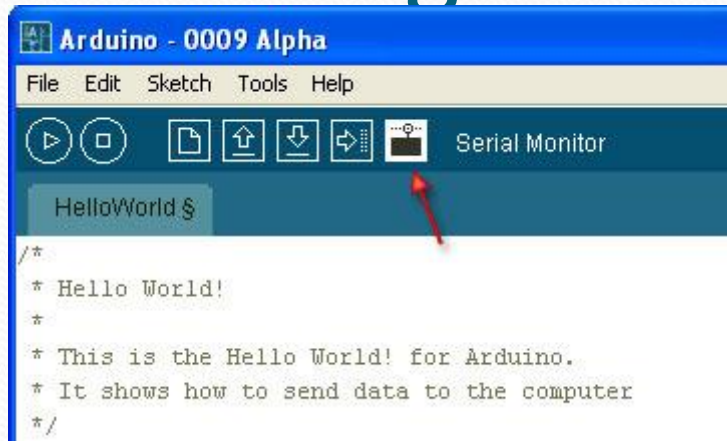 Arduino - 0009 Alpha
File Edit Sketch Tools Help
Serial Monitor
HelloWorld §
/*
* Hello World!
*
* This is the Hello World! for Arduino.
* It shows how to send data to the computer
*/